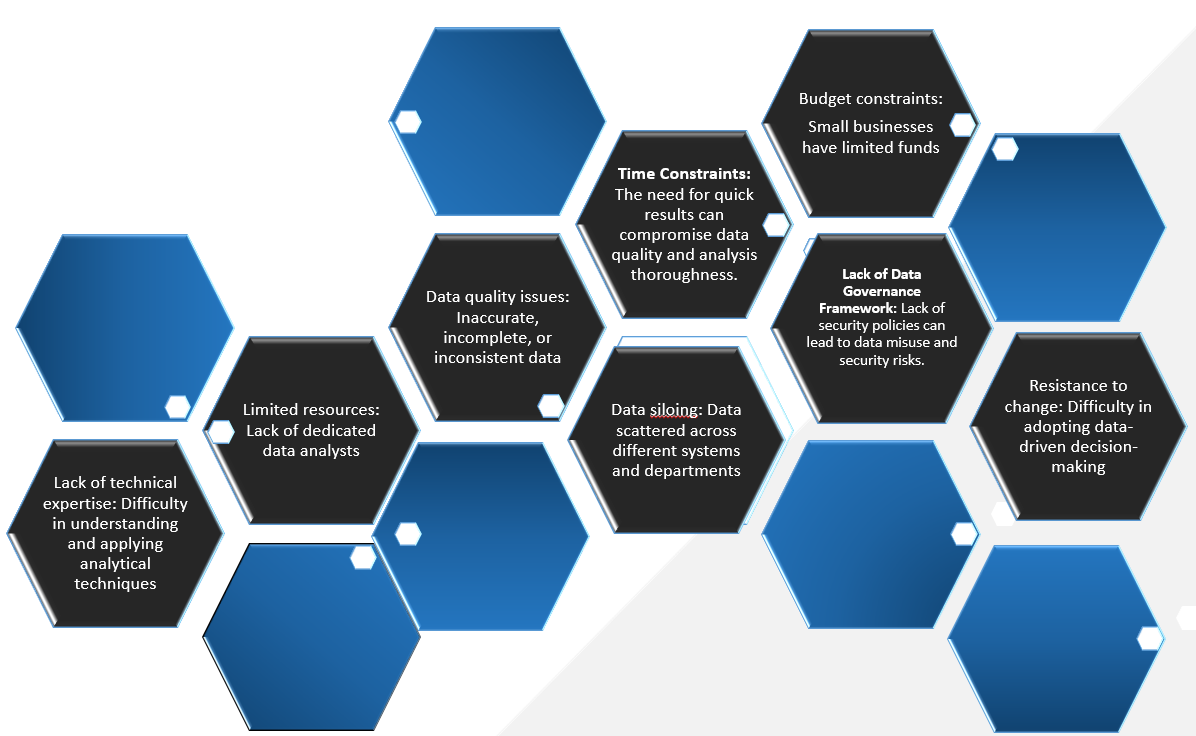 Budget constraints:
Small businesses
have limited funds
Time Constraints:
The need for quick
results can
compromise data
quality and analysis
thoroughness.
Lack of Data
Governance
Framework: Lack of
security policies can
lead to data misuse and
security risks.
Data quality issues:
Inaccurate,
incomplete, or
inconsistent data
Resistance to
change: Difficulty in
adopting data-
driven decision-
making
Limited resources:
Lack of dedicated
data analysts
Data siloing: Data
scattered across
different systems
and departments
Lack of technical
expertise: Difficulty
in understanding
and applying
analytical
techniques